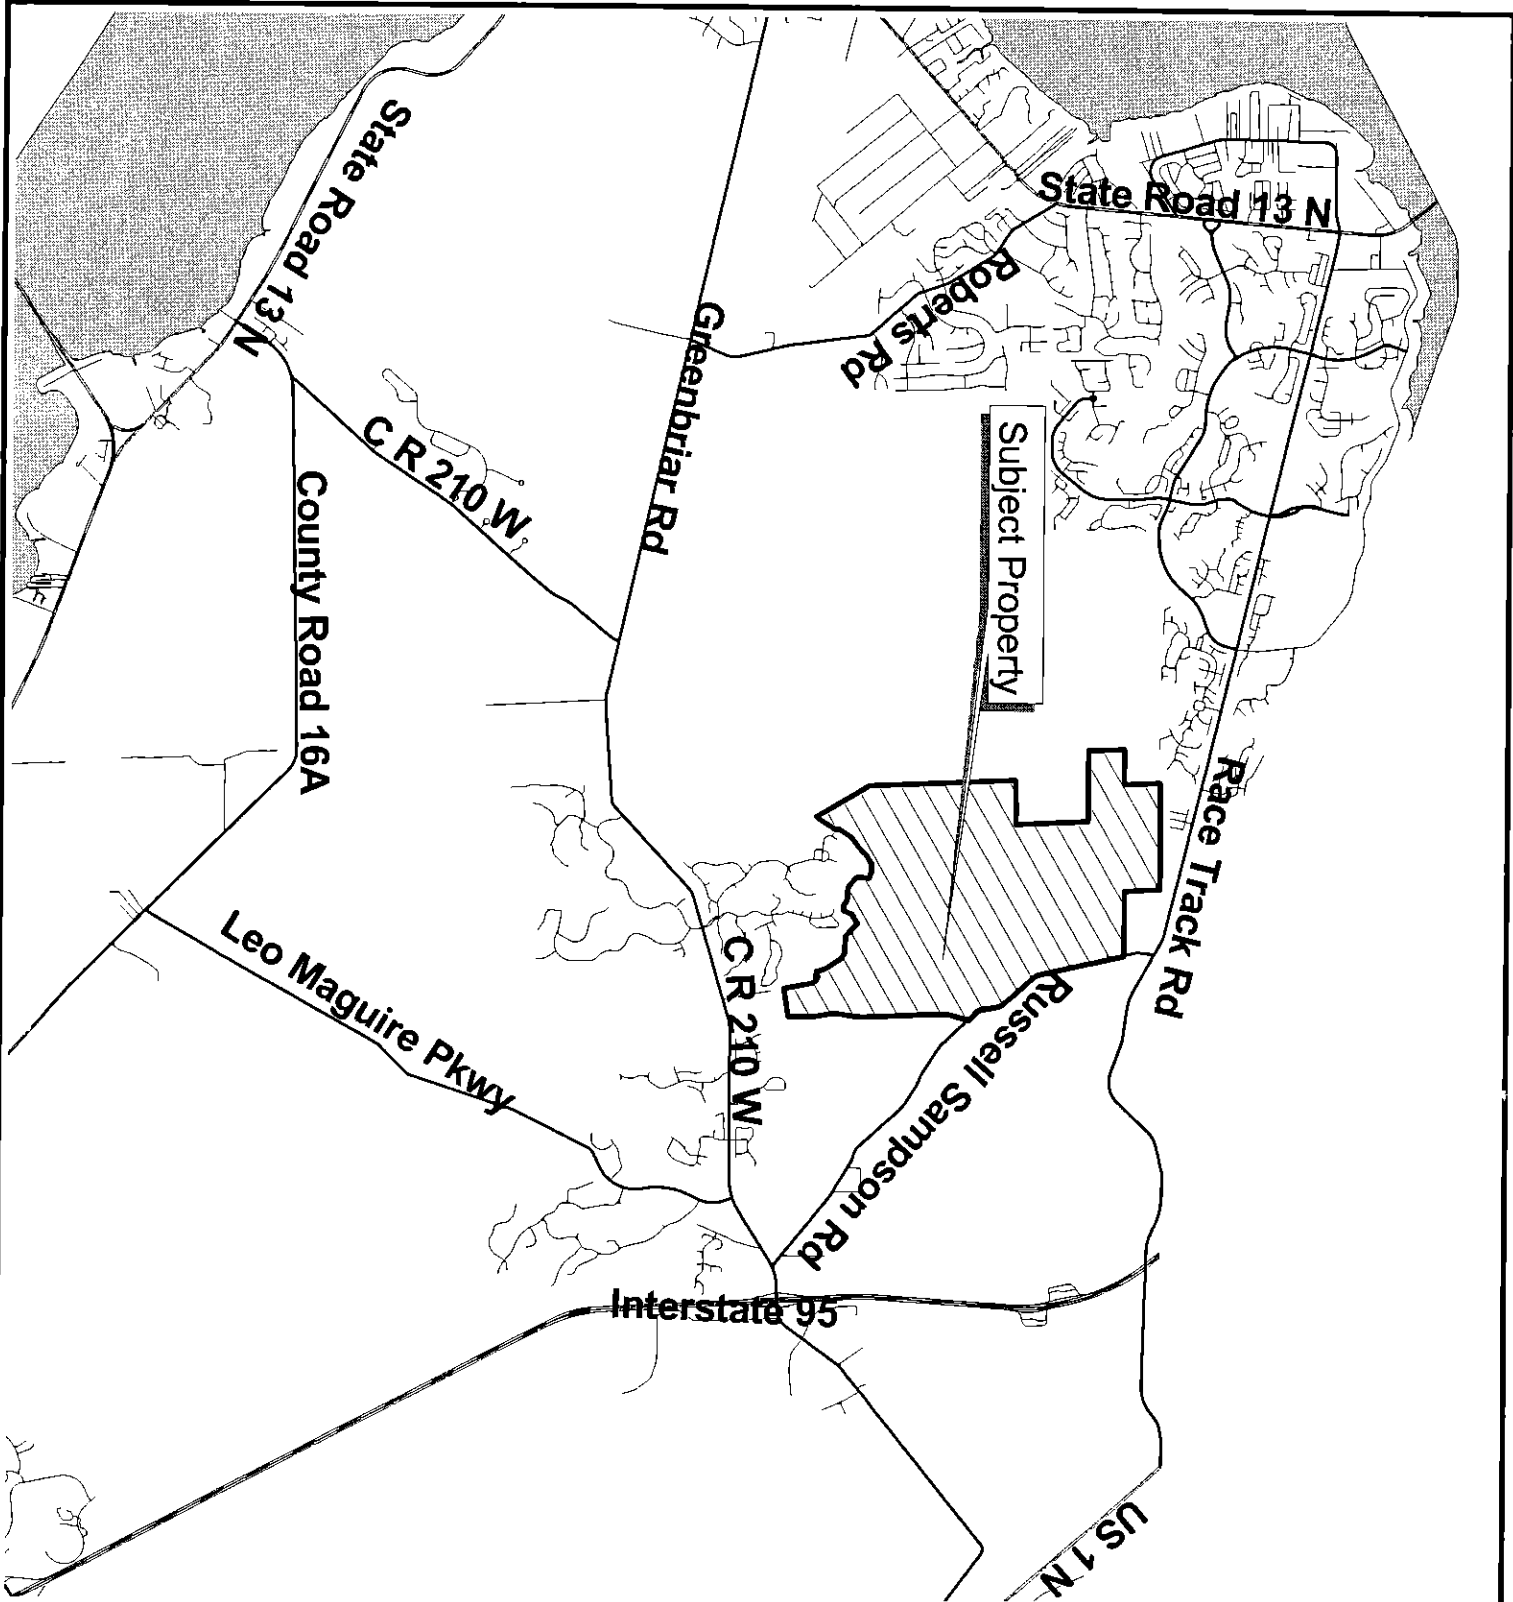 State Road 13 N
Race Track Rd
Roberts Rd
Subject Property
Russell Sampson Rd
US 1 N
Greenbriar Rd
C R 210 W
Interstate 95
State Road 13 N
C R 210 W
County Road 16A
Leo Maguire Pkwy